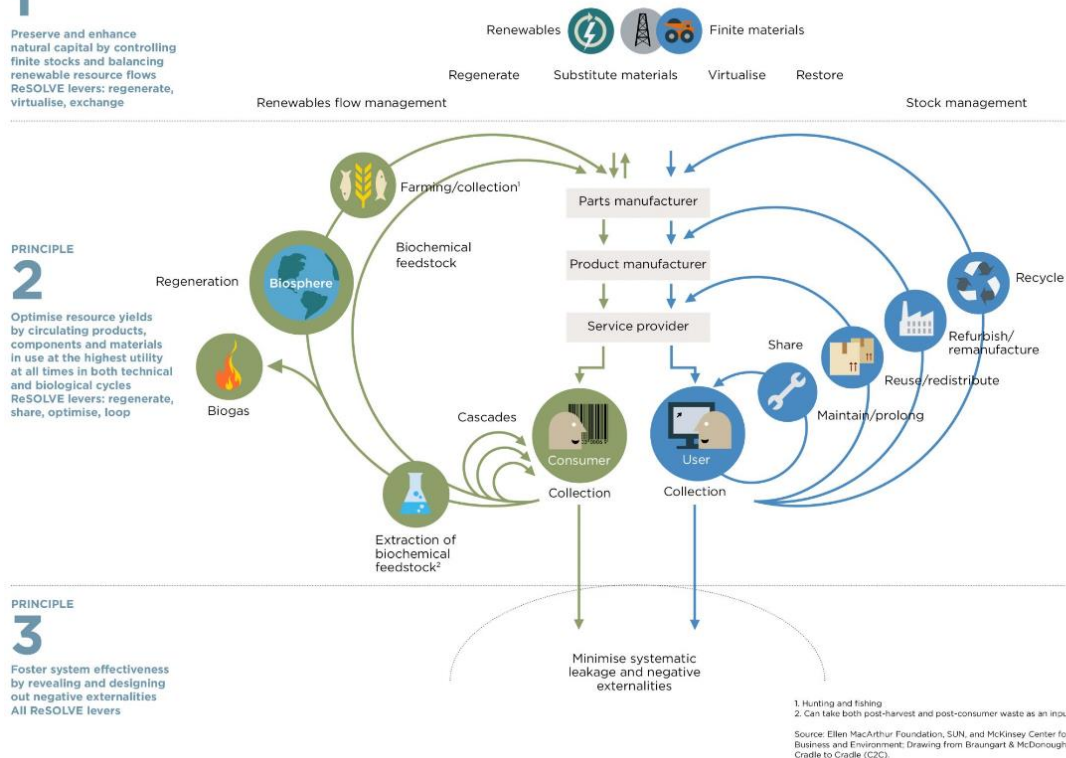 1
Preserve and enhance
natural capital by controlling
finite stocks and balancing
renewable resource flows
ReSOLVE levers: regenerate,
virtualise, exchange
Renewables
Finite materials
Regenerate
Substitute materials
Virtualise
Restore
Renewables flow management
Stock management
PRINCIPLE
2
Optimise resource yields
by circulating products,
components and materials
in use at the highest utility
at all times in both technical
and biological cycles
ReSOLVE levers: regenerate,
share, optimise, loop
Farming/collection¹
Biochemical
feedstock
Regeneration
Biosphere
Biogas
Cascades
Extraction of
biochemical
feedstock²
Parts manufacturer
Product manufacturer
Service provider
Consumer
Collection
User
Collection
Share
Maintain/prolong
Reuse/redistribute
Refurbish/
remanufacture
Recycle
PRINCIPLE
3
Foster system effectiveness
by revealing and designing
out negative externalities
All ReSOLVE levers
Minimise systematic
leakage and negative
externalities
1. Hunting and fishing
2. Can take both post-harvest and post-consumer waste as an inpu
Source: Ellen MacArthur Foundation, SUN, and McKinsey Center fo
Business and Environment; Drawing from Braungart & McDonough
Cradle to Cradle (C2C).